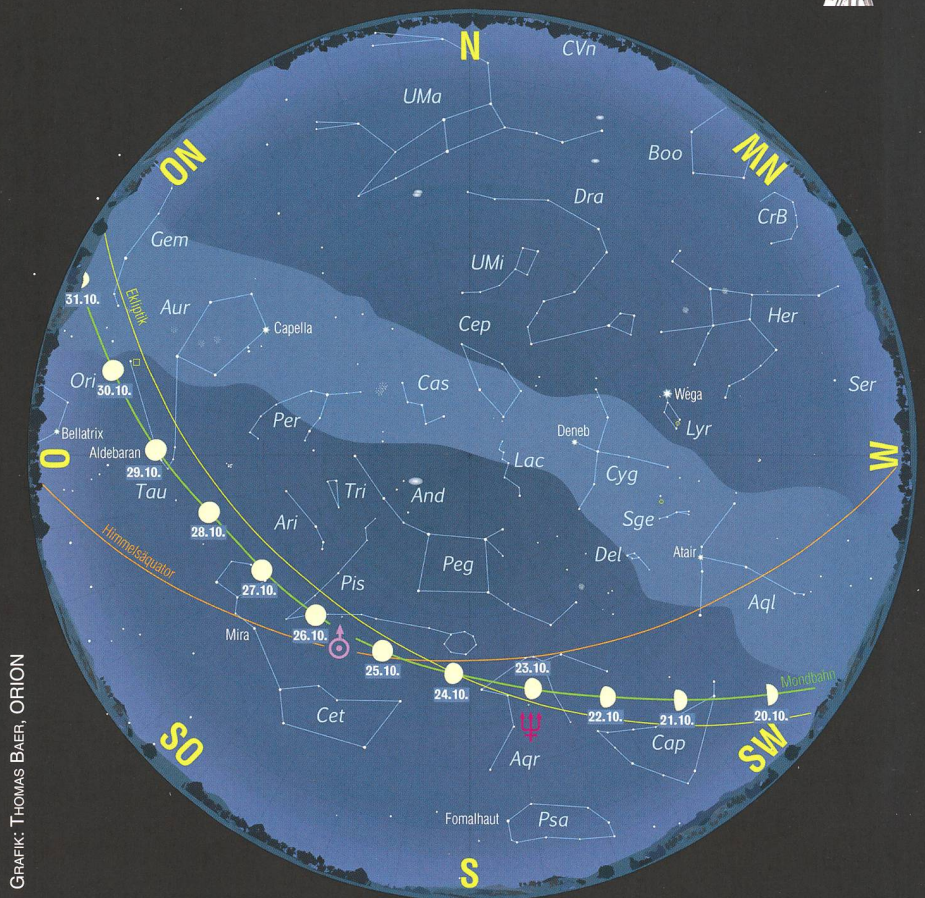 N
CVn
UMa
NO
NW
Boo
Dra
CrB
Gem
UMi
31.10.
Ekliptik
Aur
Cep
Her
Capella
Ori
30.10.
Cas
Wega
Ser
Per
Lyr
Bellatrix
Deneb
O
Aldebaran
W
29.10.
Lac
Cyg
Tau
Tri
And
Ari
Sge
28.10.
Himmelsäquator
Del
Atair
Peg
Pis
27.10.
Aql
Mira
26.10.
25.10.
23.10.
Mondbahn
24.10.
22.10.
21.10.
20.10.
Cet
SO
Cap
SW
Aqr
Fomalhaut
Psa
S
GRAFIK: THOMAS BAER, ORION